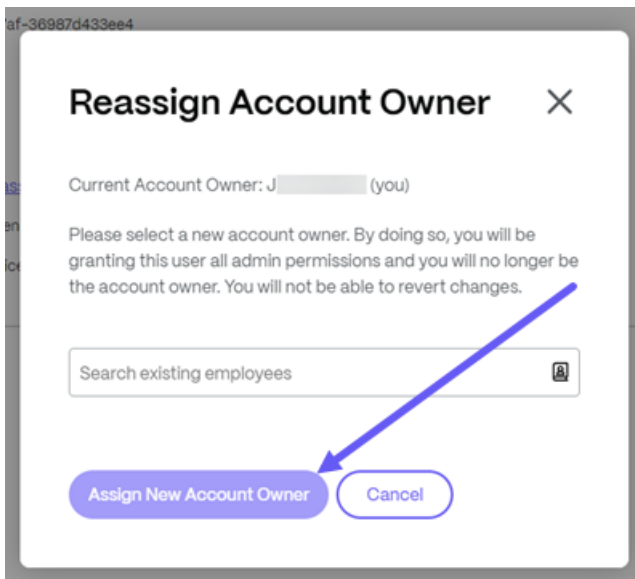 af-36987d433ee4
Reassign Account Owner
Current Account Owner: J (you)
Please select a new account owner. By doing so, you will be
granting this user all admin permissions and you will no longer be
the account owner. You will not be able to revert changes.
Search existing employees
Assign New Account Owner
Cancel